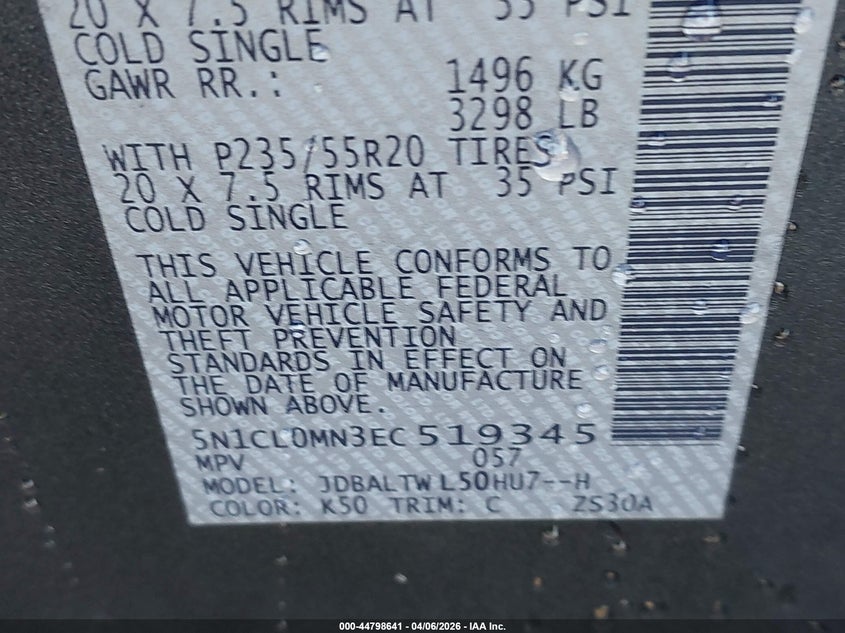 20 X 7.5 RIMS AT 35 PSI
COLD SINGLE
GAWR RR.: 1496 KG
3298 LB
WITH P235/55R20 TIRES
20 X 7.5 RIMS AT 35 PSI
COLD SINGLE
THIS VEHICLE CONFORMS TO
ALL APPLICABLE FEDERAL
MOTOR VEHICLE SAFETY AND
THEFT PREVENTION
STANDARDS IN EFFECT ON
THE DATE OF MANUFACTURE
SHOWN ABOVE.
5N1CL0MN3EC519345
MPV 057
MODEL: JDBALTWL50HU7--H
COLOR: K50 TRIM: C ZS30A
000-44798641 - 04/06/2026 - IAA Inc.